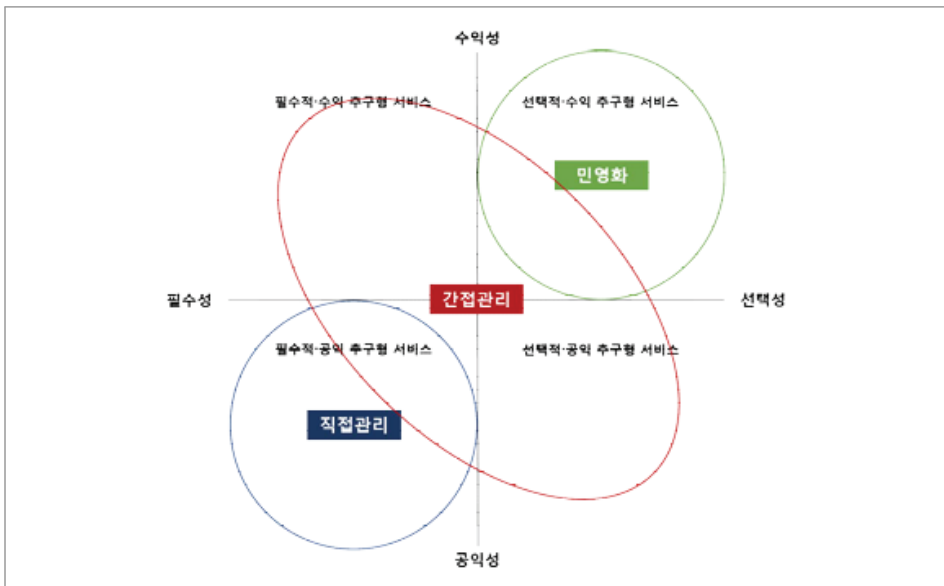 수익성
필수적·수익 추구형 서비스
선택적·수익 추구형 서비스
민영화
필수성
간접관리
선택성
필수적·공익 추구형 서비스
선택적·공익 추구형 서비스
직접관리
공익성